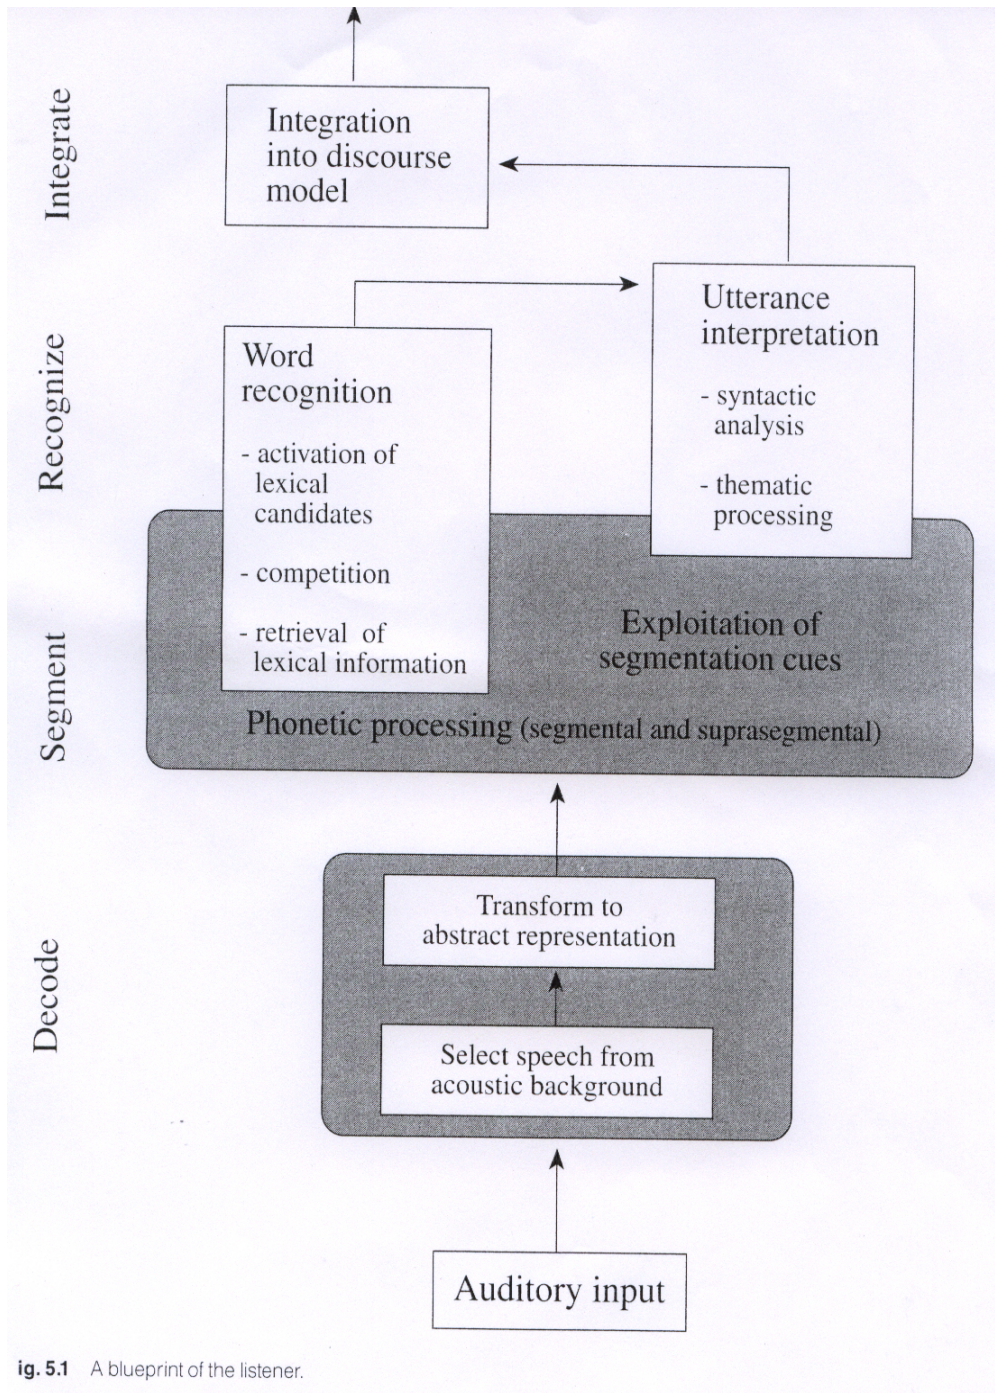 Integrate
Integration
into discourse
model
Recognize
Word
recognition
- activation of
lexical
candidates
- competition
- retrieval of
lexical information
Utterance
interpretation
- syntactic
analysis
- thematic
processing
Segment
Exploitation of
segmentation cues
Phonetic processing (segmental and suprasegmental)
Decode
Transform to
abstract representation
Select speech from
acoustic background
Auditory input
ig. 5.1 A blueprint of the listener.